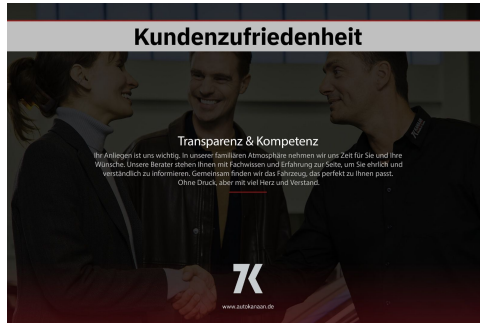 Kundenzufriedenheit
Transparenz & Kompetenz
Ihr Anliegen ist uns wichtig. In unserer familiären Atmosphäre nehmen wir uns Zeit für Sie und Ihre
Wünsche. Unsere Berater stehen Ihnen mit Fachwissen und Erfahrung zur Seite, um Sie ehrlich und
verständlich zu informieren. Gemeinsam finden wir das Fahrzeug, das perfekt zu Ihnen passt.
Ohne Druck, aber mit viel Herz und Verstand.
7K
www.autokanaan.de